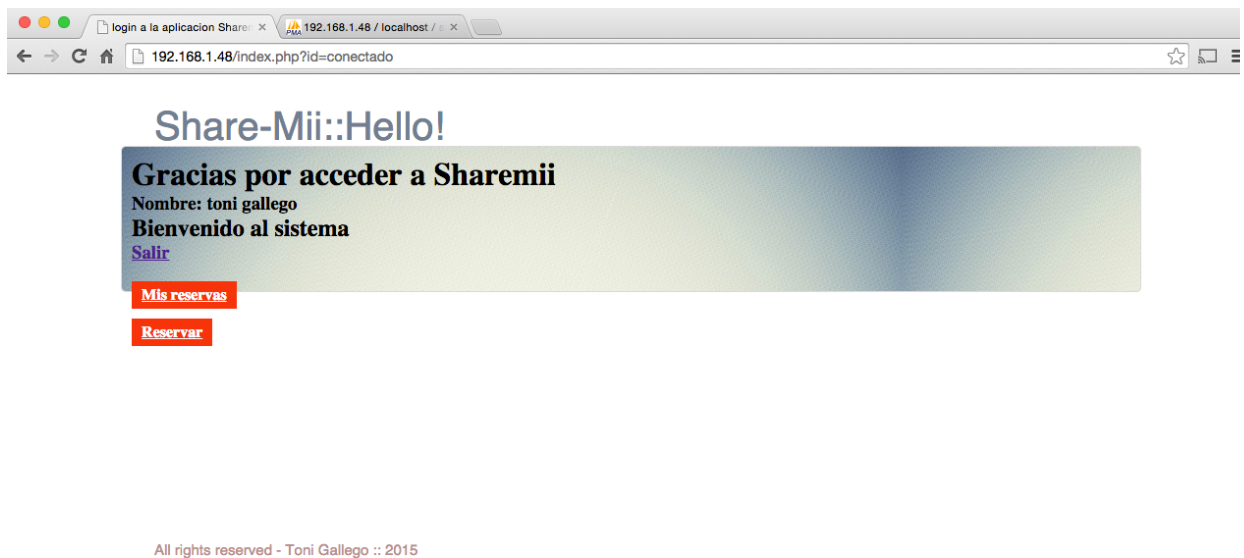 login a la aplicacion Sharem
192.168.1.48 / localhost / s
192.168.1.48/index.php?id=conectado
Share-Mii::Hello!
Gracias por acceder a Sharemii
Nombre: toni gallego
Bienvenido al sistema
Salir
Mis reservas
Reservar
All rights reserved - Toni Gallego :: 2015